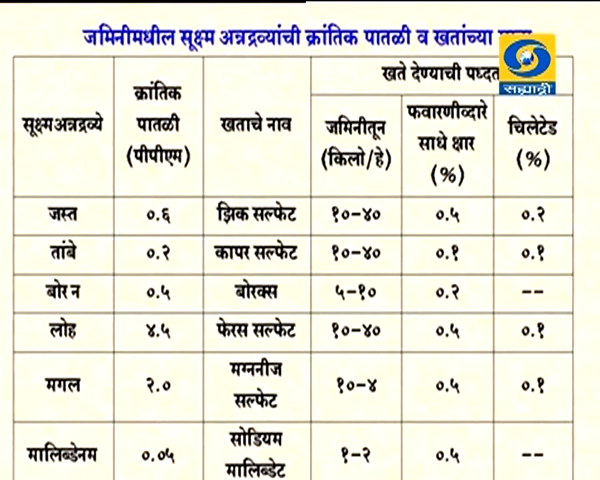 जमिनीमधील सूक्ष्म अन्नद्रव्यांची क्रांतिक पातळी व खतांच्या
सह्याद्री
खते देण्याची पध्दत
सूक्ष्मअन्नद्रव्ये क्रांतिक पातळी (पीपीएम) खताचे नाव जमिनीतून (किलो/हे) फवारणीव्दारे साधे क्षार (%) चिलेटेड (%)
जस्त ०.६ झिंक सल्फेट १०-४० ०.५ ०.२
तांबे ०.२ कापर सल्फेट १०-४० ०.१ ०.१
बोर न ०.५ बोरक्स ५-१० ०.२ --
लोह ४.५ फेरस सल्फेट १०-४० ०.५ ०.१
मगल २.० मग्ननीज सल्फेट १०-४ ०.५ ०.१
मालिब्डेनम ०.०५ सोडियम मालिब्डेट १-२ ०.५ --